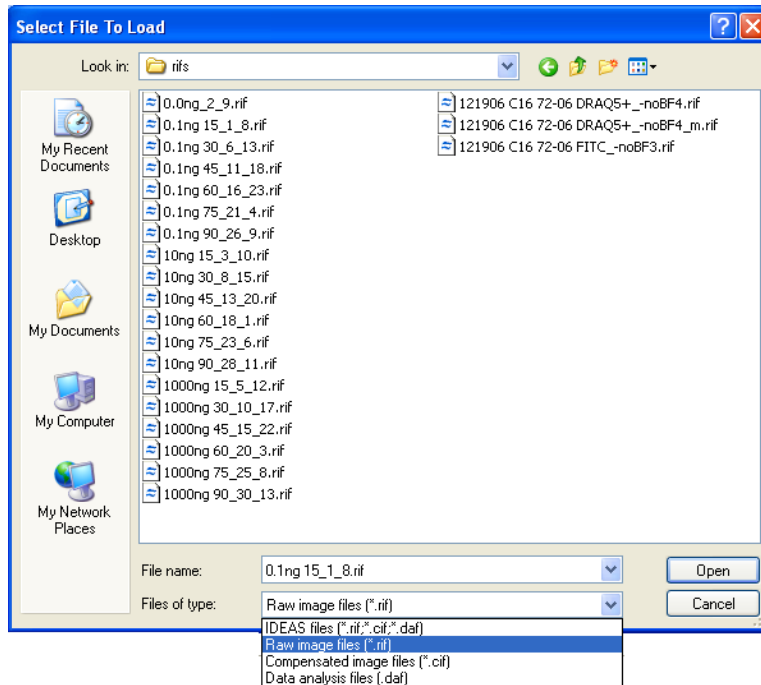 Select File To Load
Look in: rifs
My Recent
Documents
Desktop
My Documents
My Computer
My Network
Places
0.0ng_2_9.rif
0.1ng 15_1_8.rif
0.1ng 30_6_13.rif
0.1ng 45_11_18.rif
0.1ng 60_16_23.rif
0.1ng 75_21_4.rif
0.1ng 90_26_9.rif
10ng 15_3_10.rif
10ng 30_8_15.rif
10ng 45_13_20.rif
10ng 60_18_1.rif
10ng 75_23_6.rif
10ng 90_28_11.rif
1000ng 15_5_12.rif
1000ng 30_10_17.rif
1000ng 45_15_22.rif
1000ng 60_20_3.rif
1000ng 75_25_8.rif
1000ng 90_30_13.rif
121906 C16 72-06 DRAQ5+_-noBF4.rif
121906 C16 72-06 DRAQ5+_-noBF4_m.rif
121906 C16 72-06 FITC_-noBF3.rif
File name: 0.1ng 15_1_8.rif Open
Files of type: Raw image files (*.rif) Cancel
IDEAS files (*.rif;*.cif;*.daf)
Raw image files (*.rif)
Compensated image files (*.cif)
Data analysis files (.daf)